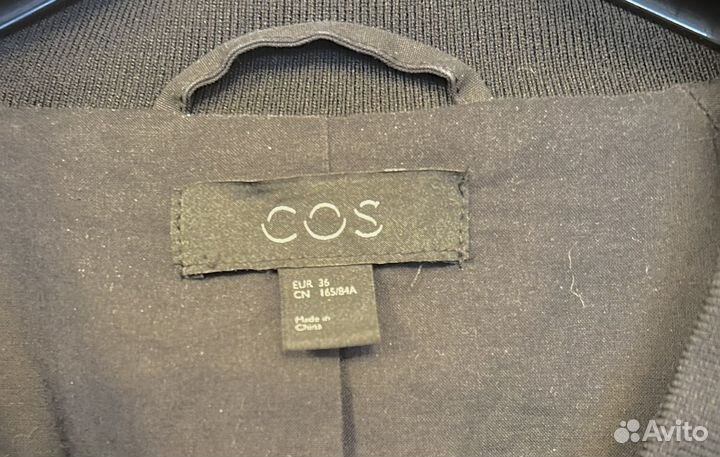 COS
EUR 36
CN 165/84A
Made in
China
Avito